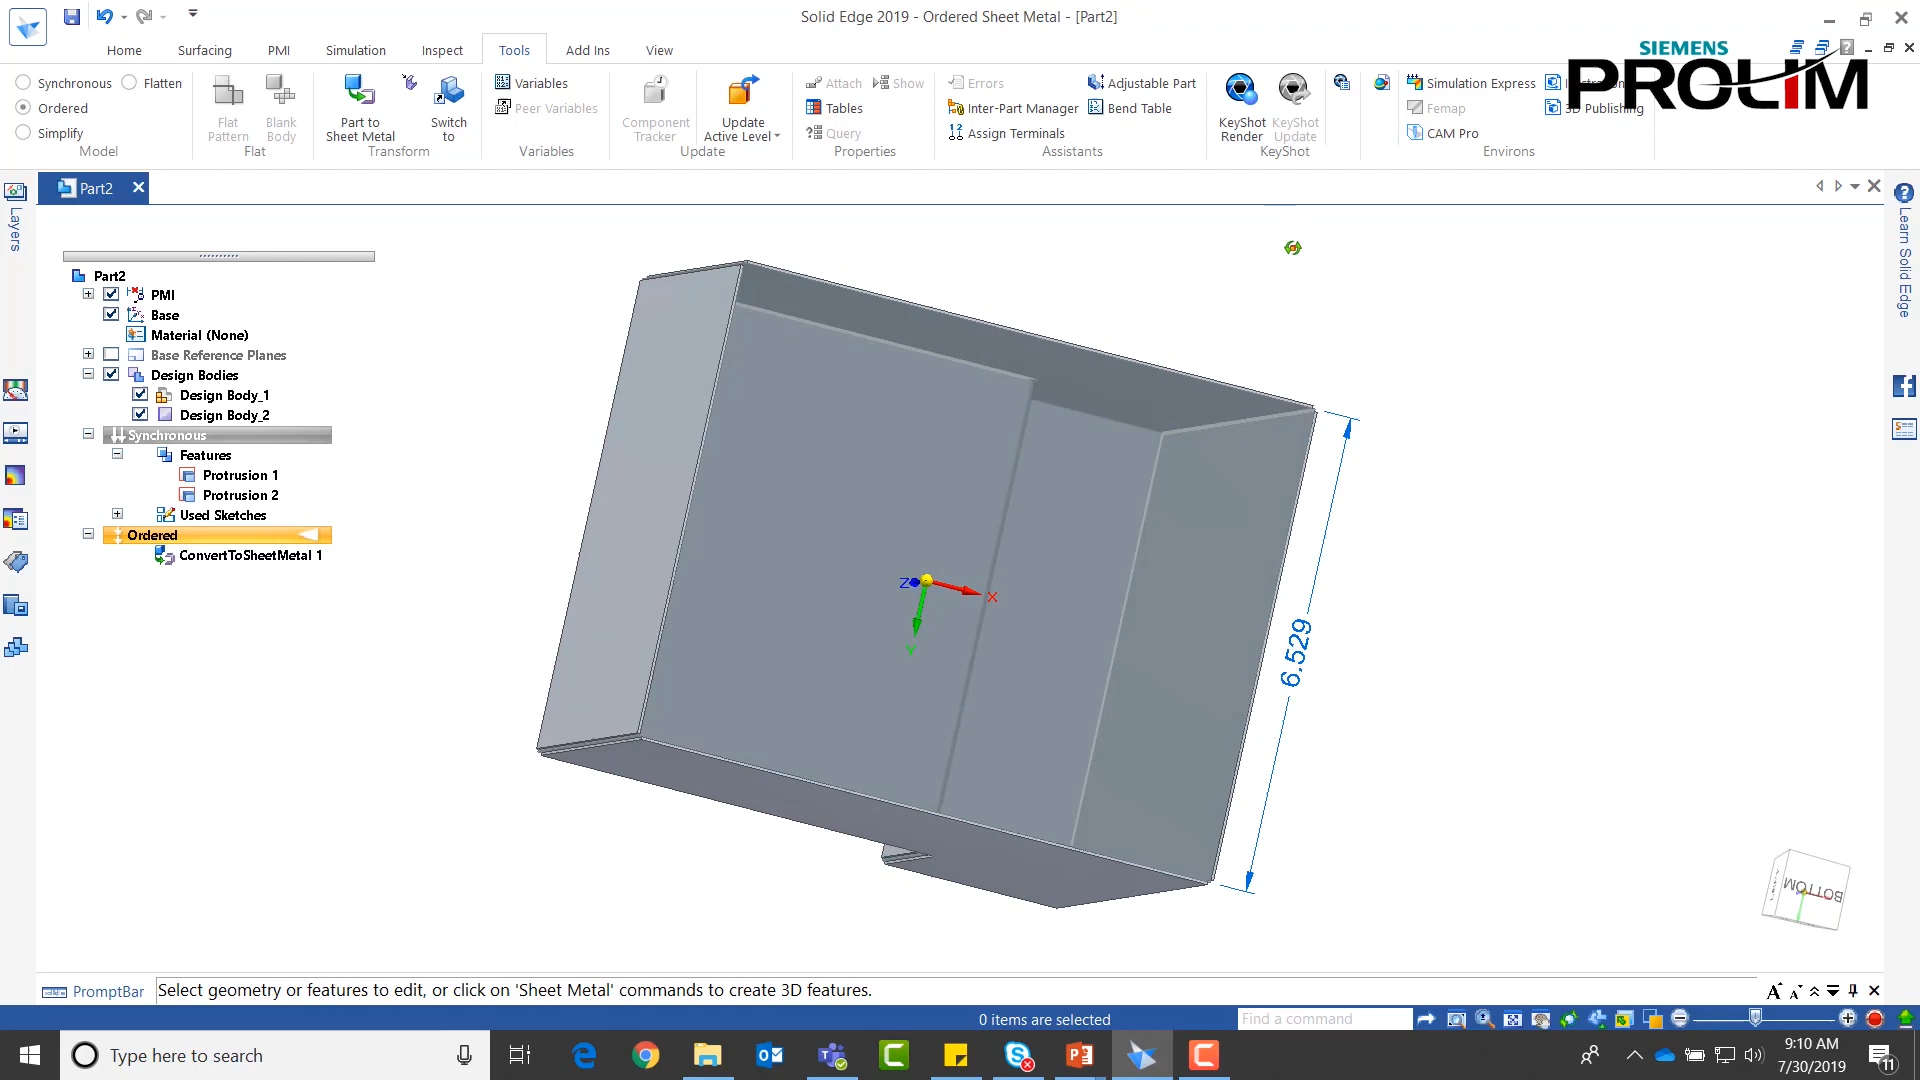 Solid Edge 2019 - Ordered Sheet Metal - [Part2]
Home Surfacing PMI Simulation Inspect Tools Add Ins View
SIEMENS
PROLIM
Synchronous Flatten
Ordered
Simplify
Model
Flat Pattern
Blank Body
Flat
Part to Sheet Metal
Switch to
Transform
Variables
Peer Variables
Variables
Component Tracker
Update Active Level
Update
Attach Show
Tables
Query
Properties
Errors
Inter-Part Manager
Assign Terminals
Adjustable Part
Bend Table
Assistants
KeyShot Render
KeyShot Update
KeyShot
Simulation Express
Femap
CAM Pro
3D Publishing
Environs
Part2
Layers
Learn Solid Edge
Part2
PMI
Base
Material (None)
Base Reference Planes
Design Bodies
Design Body_1
Design Body_2
Synchronous
Features
Protrusion 1
Protrusion 2
Used Sketches
Ordered
ConvertToSheetMetal 1
Z
X
Y
6.529
BOTTOM
PromptBar
Select geometry or features to edit, or click on 'Sheet Metal' commands to create 3D features.
0 items are selected
Find a command
Type here to search
9:10 AM
7/30/2019
11